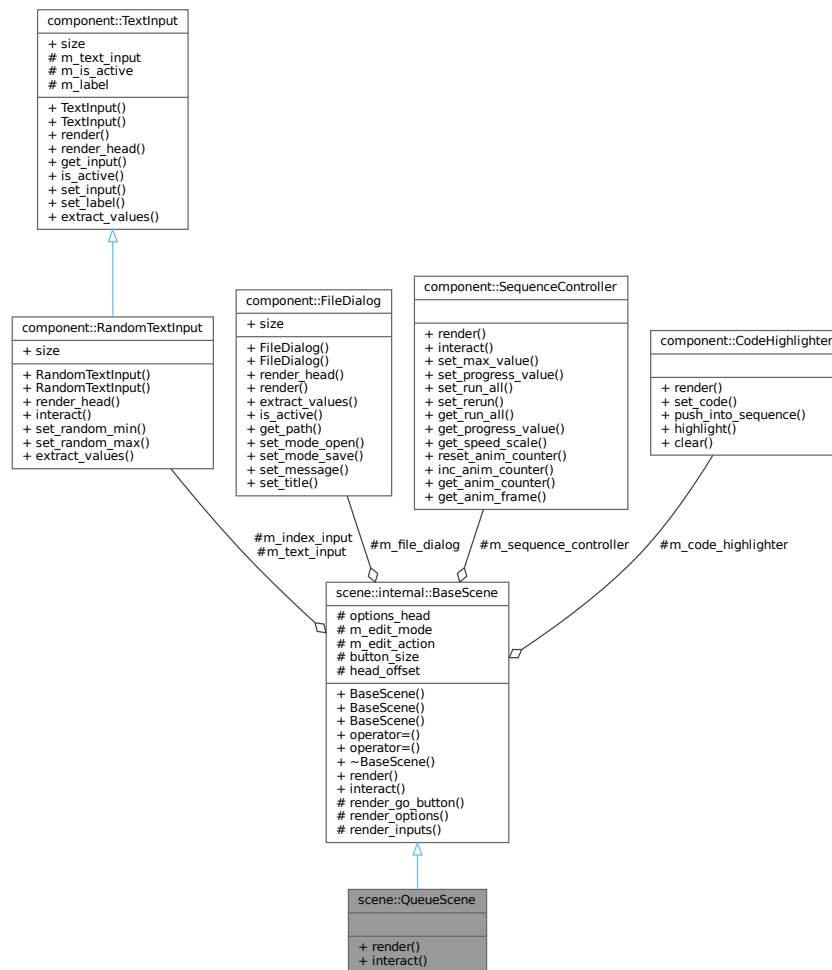 component::TextInput
+ size
# m_text_input
# m_is_active
# m_label
+ TextInput()
+ TextInput()
+ render()
+ render_head()
+ get_input()
+ is_active()
+ set_input()
+ set_label()
+ extract_values()
component::RandomTextInput
+ size
+ RandomTextInput()
+ RandomTextInput()
+ render_head()
+ interact()
+ set_random_min()
+ set_random_max()
+ extract_values()
component::FileDialog
+ size
+ FileDialog()
+ FileDialog()
+ render_head()
+ render()
+ extract_values()
+ is_active()
+ get_path()
+ set_mode_open()
+ set_mode_save()
+ set_message()
+ set_title()
component::SequenceController
+ render()
+ interact()
+ set_max_value()
+ set_progress_value()
+ set_run_all()
+ set_rerun()
+ get_run_all()
+ get_progress_value()
+ get_speed_scale()
+ reset_anim_counter()
+ inc_anim_counter()
+ get_anim_counter()
+ get_anim_frame()
component::CodeHighlighter
+ render()
+ set_code()
+ push_into_sequence()
+ highlight()
+ clear()
#m_index_input
#m_text_input
#m_file_dialog
#m_sequence_controller
#m_code_highlighter
scene::internal::BaseScene
# options_head
# m_edit_mode
# m_edit_action
# button_size
# head_offset
+ BaseScene()
+ BaseScene()
+ BaseScene()
+ operator=()
+ operator=()
+ ~BaseScene()
+ render()
+ interact()
# render_go_button()
# render_options()
# render_inputs()
scene::QueueScene
+ render()
+ interact()